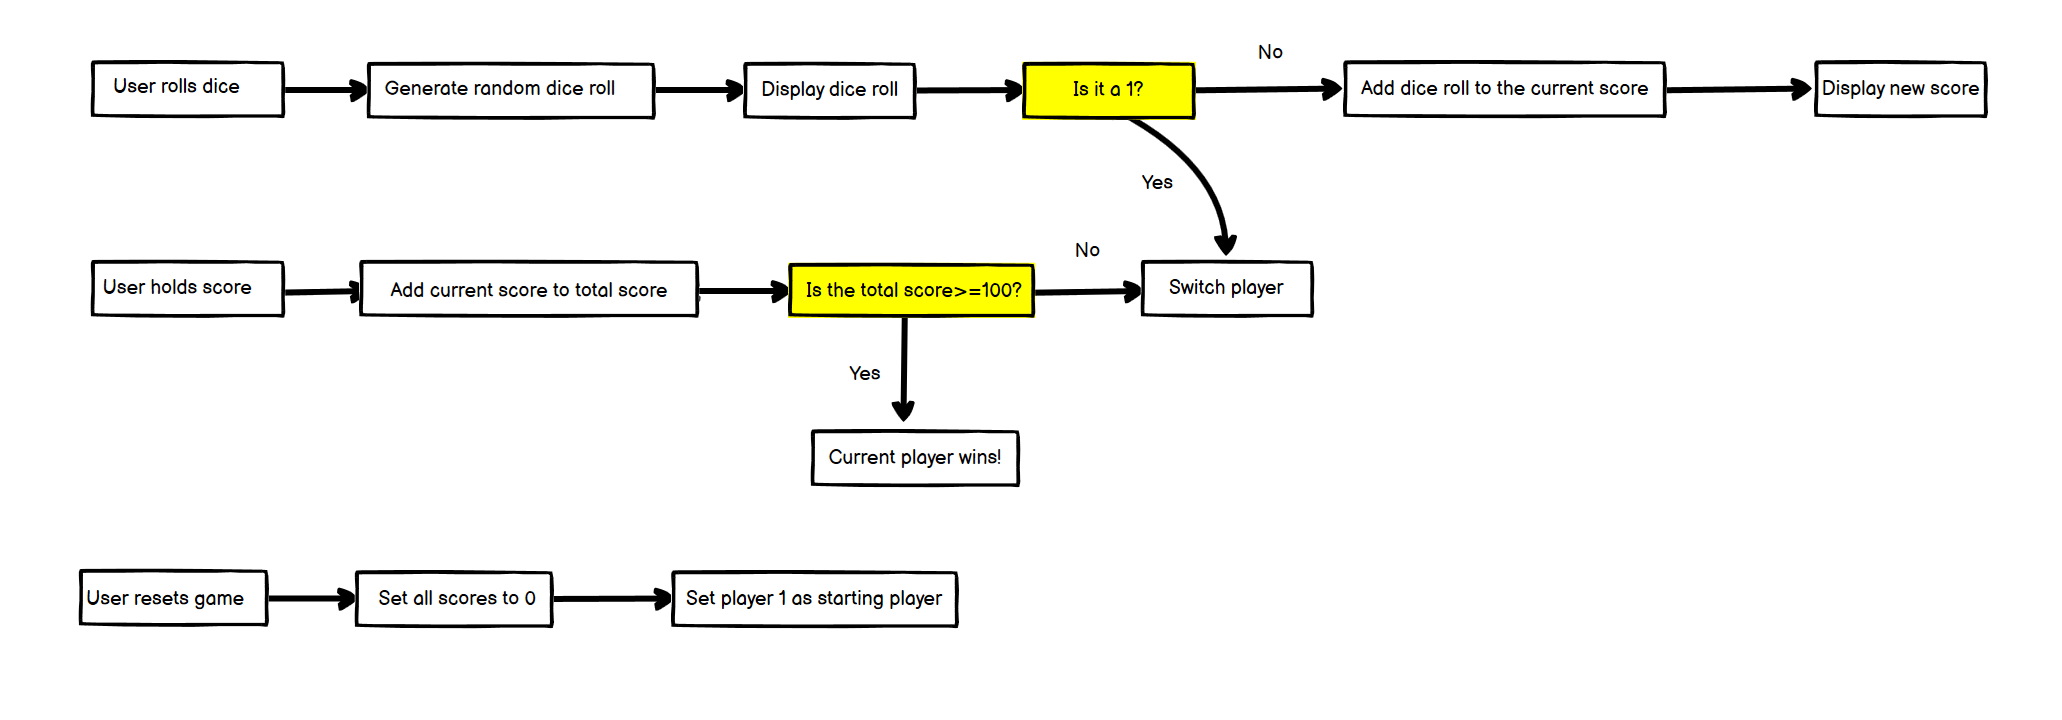 No
User rolls dice
Generate random dice roll
Display dice roll
Is it a 1?
Add dice roll to the current score
Display new score
Yes
No
User holds score
Add current score to total score
Is the total score>=100?
Switch player
Yes
Current player wins!
User resets game
Set all scores to 0
Set player 1 as starting player